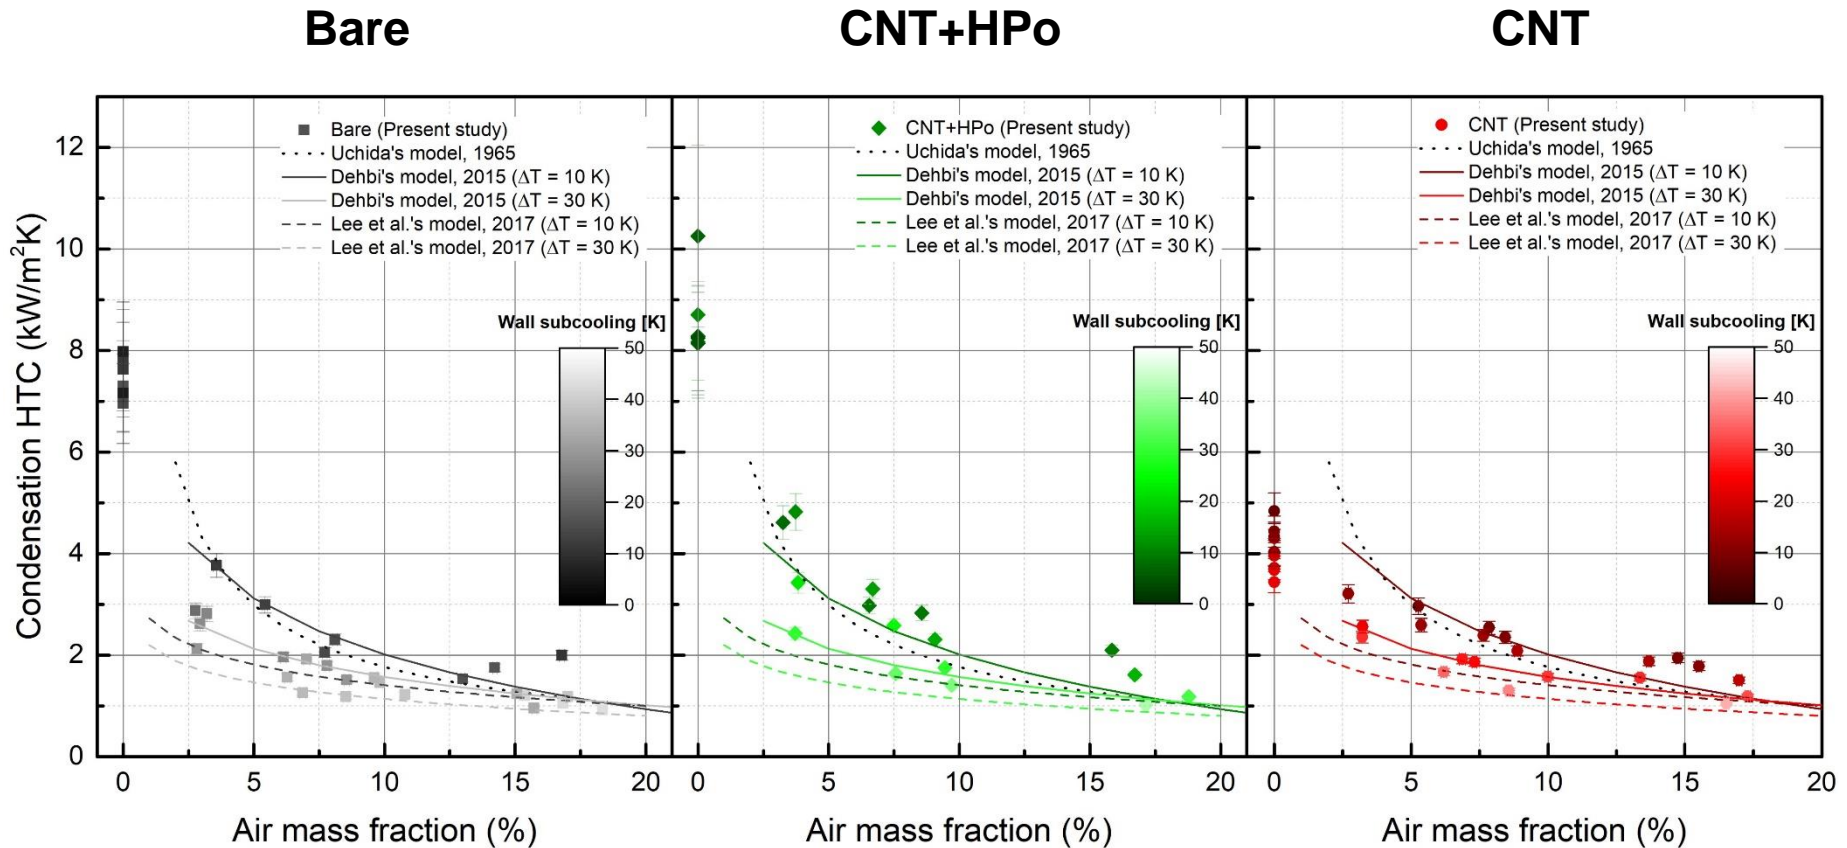 Bare
CNT+HPo
CNT
Condensation HTC (kW/m²K)
12
10
8
6
4
2
0
Bare (Present study)
Uchida's model, 1965
Dehbi's model, 2015 (ΔT = 10 K)
Dehbi's model, 2015 (ΔT = 30 K)
Lee et al.'s model, 2017 (ΔT = 10 K)
Lee et al.'s model, 2017 (ΔT = 30 K)
Wall subcooling [K]
50
40
30
20
10
0
0 5 10 15 20
Air mass fraction (%)
CNT+HPo (Present study)
Uchida's model, 1965
Dehbi's model, 2015 (ΔT = 10 K)
Dehbi's model, 2015 (ΔT = 30 K)
Lee et al.'s model, 2017 (ΔT = 10 K)
Lee et al.'s model, 2017 (ΔT = 30 K)
Wall subcooling [K]
50
40
30
20
10
0
0 5 10 15 20
Air mass fraction (%)
CNT (Present study)
Uchida's model, 1965
Dehbi's model, 2015 (ΔT = 10 K)
Dehbi's model, 2015 (ΔT = 30 K)
Lee et al.'s model, 2017 (ΔT = 10 K)
Lee et al.'s model, 2017 (ΔT = 30 K)
Wall subcooling [K]
50
40
30
20
10
0
0 5 10 15 20
Air mass fraction (%)